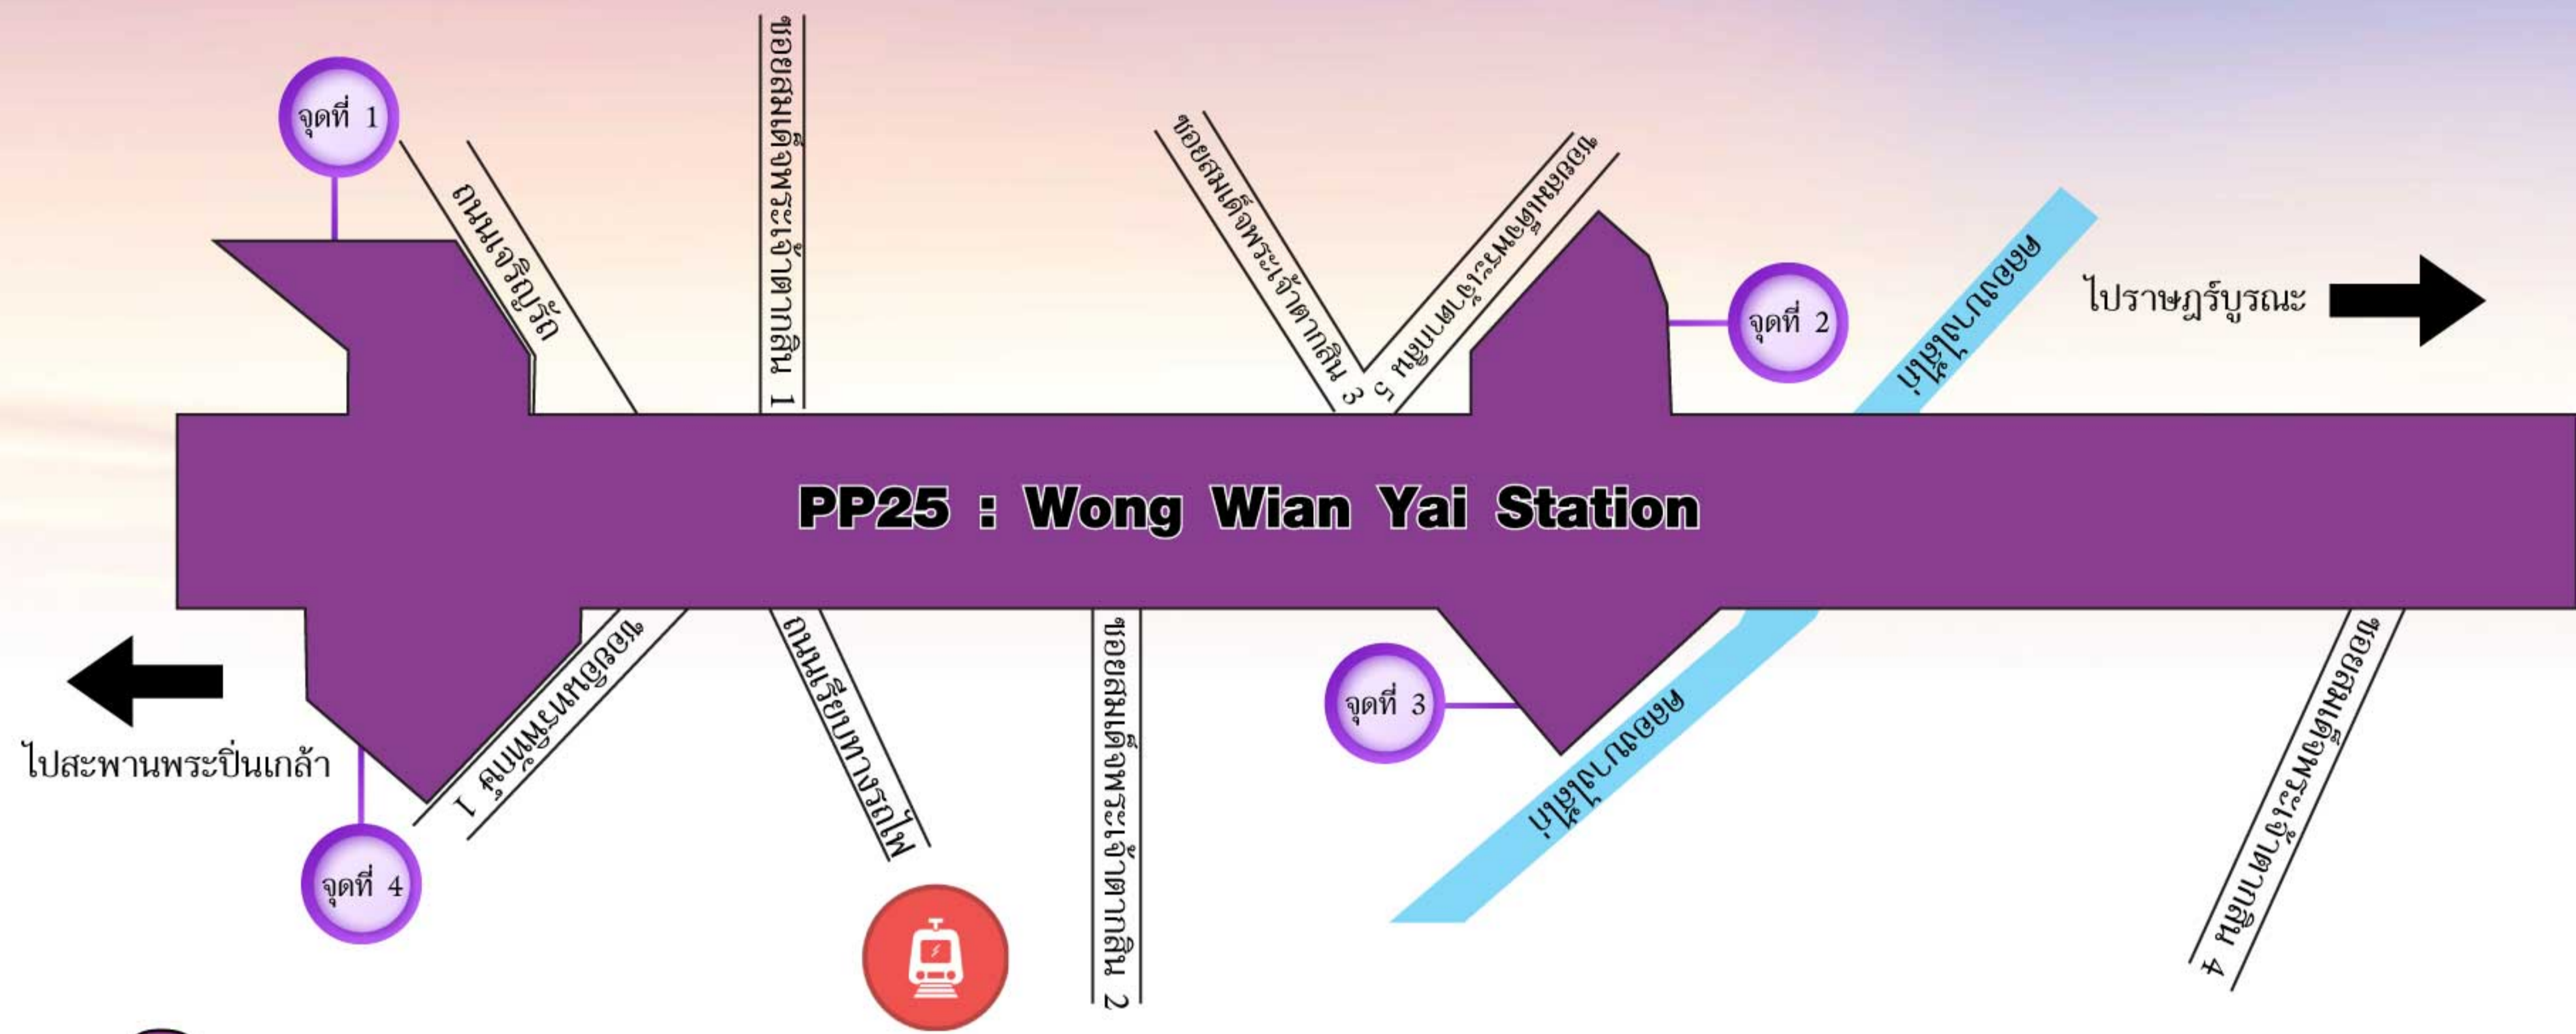 จุดที่ 1
ถนนเจริญรัถ
ซอยสมเด็จพระเจ้าตากสิน 1
ซอยสมเด็จพระเจ้าตากสิน 3
ซอยสมเด็จพระเจ้าตากสิน 5
จุดที่ 2
คลองบางไส้ไก่
ไปราษฎร์บูรณะ
PP25 : Wong Wian Yai Station
ไปสะพานพระปิ่นเกล้า
จุดที่ 4
ซอยอินทรพิทักษ์ 1
ถนนเรียบทางรถไฟ
ซอยสมเด็จพระเจ้าตากสิน 2
จุดที่ 3
คลองบางไส้ไก่
ซอยสมเด็จพระเจ้าตากสิน 4